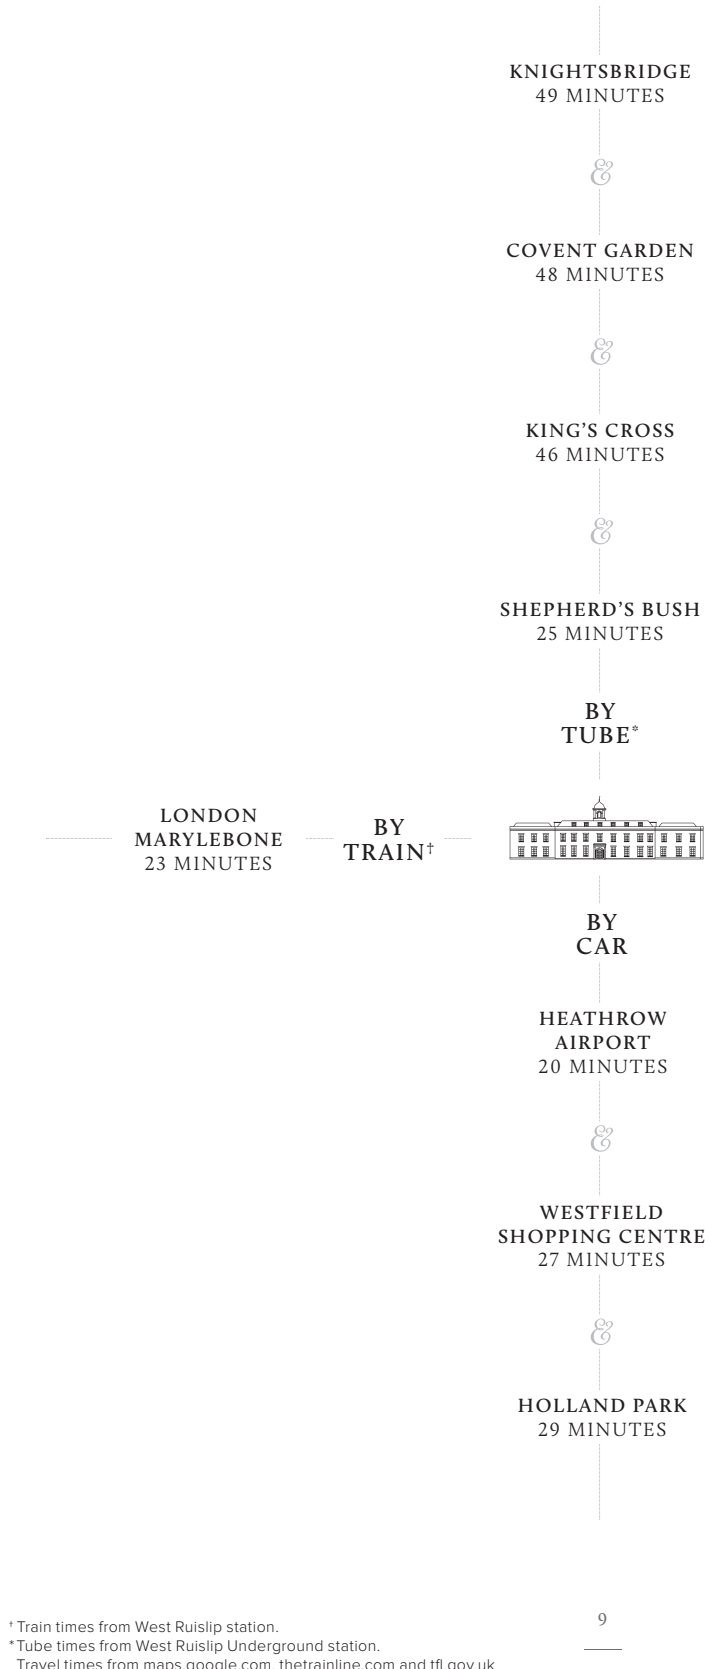 KNIGHTSBRIDGE
49 MINUTES
&
COVENT GARDEN
48 MINUTES
&
KING’S CROSS
46 MINUTES
&
SHEPHERD’S BUSH
25 MINUTES
BY
TUBE*
LONDON
MARYLEBONE
23 MINUTES
BY
TRAIN†
BY
CAR
HEATHROW
AIRPORT
20 MINUTES
&
WESTFIELD
SHOPPING CENTRE
27 MINUTES
&
HOLLAND PARK
29 MINUTES
† Train times from West Ruislip station.
* Tube times from West Ruislip Underground station.
Travel times from maps.google.com, thetrainline.com and tfl.gov.uk
9